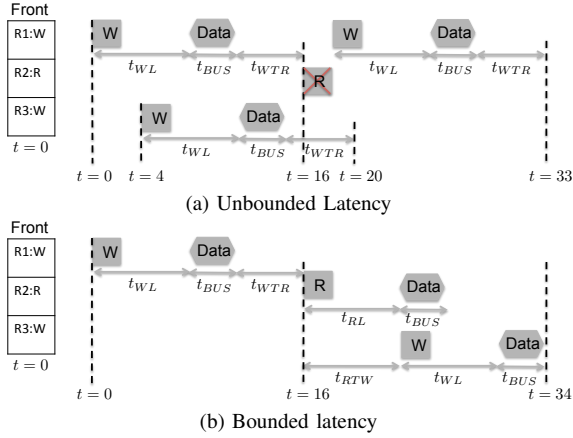 Front
R1:W
R2:R
R3:W
t = 0
W Data W Data
t_WL t_BUS t_WTR t_WL t_BUS t_WTR
R
W Data
t_WL t_BUS t_WTR
t = 0 t = 4 t = 16 t = 20 t = 33
(a) Unbounded Latency
Front
R1:W
R2:R
R3:W
t = 0
W Data
t_WL t_BUS t_WTR
R Data
t_RL t_BUS
W Data
t_RTW t_WL t_BUS
t = 0 t = 16 t = 34
(b) Bounded latency